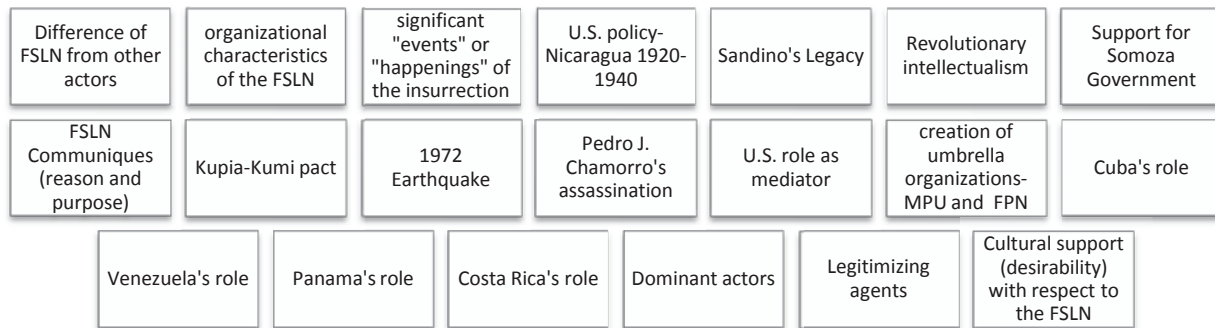 Difference of
FSLN from other
actors
organizational
characteristics
of the FSLN
significant
"events" or
"happenings" of
the insurrection
U.S. policy-
Nicaragua 1920-
1940
Sandino's Legacy
Revolutionary
intellectualism
Support for
Somoza
Government
FSLN
Communiques
(reason and
purpose)
Kupia-Kumi pact
1972
Earthquake
Pedro J.
Chamorro's
assassination
U.S. role as
mediator
creation of
umbrella
organizations-
MPU and FPN
Cuba's role
Venezuela's role
Panama's role
Costa Rica's role
Dominant actors
Legitimizing
agents
Cultural support
(desirability)
with respect to
the FSLN